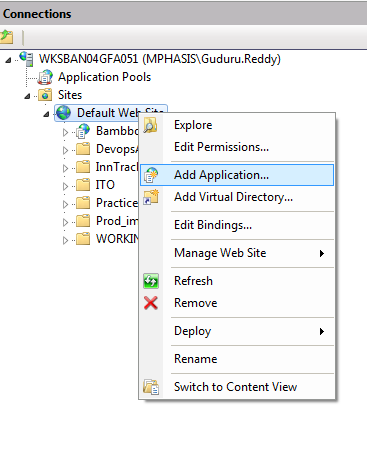 Connections
WKSBAN04GFA051 (MPHASIS\Guduru.Reddy)
Application Pools
Sites
Default Web Site
Explore
Edit Permissions...
Add Application...
Add Virtual Directory...
Edit Bindings...
Manage Web Site
Refresh
Remove
Deploy
Rename
Switch to Content View
Bambbo
DevopsA
InnTrac
ITO
Practice
Prod_im
WORKIN